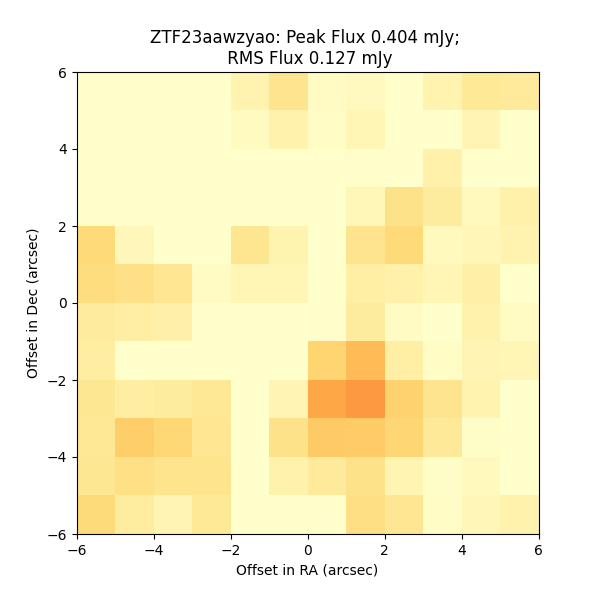 ZTF23aawzyao: Peak Flux 0.404 mJy;
RMS Flux 0.127 mJy
6
4
2
0
−2
−4
−6
−6 −4 −2 0 2 4 6
Offset in Dec (arcsec)
Offset in RA (arcsec)